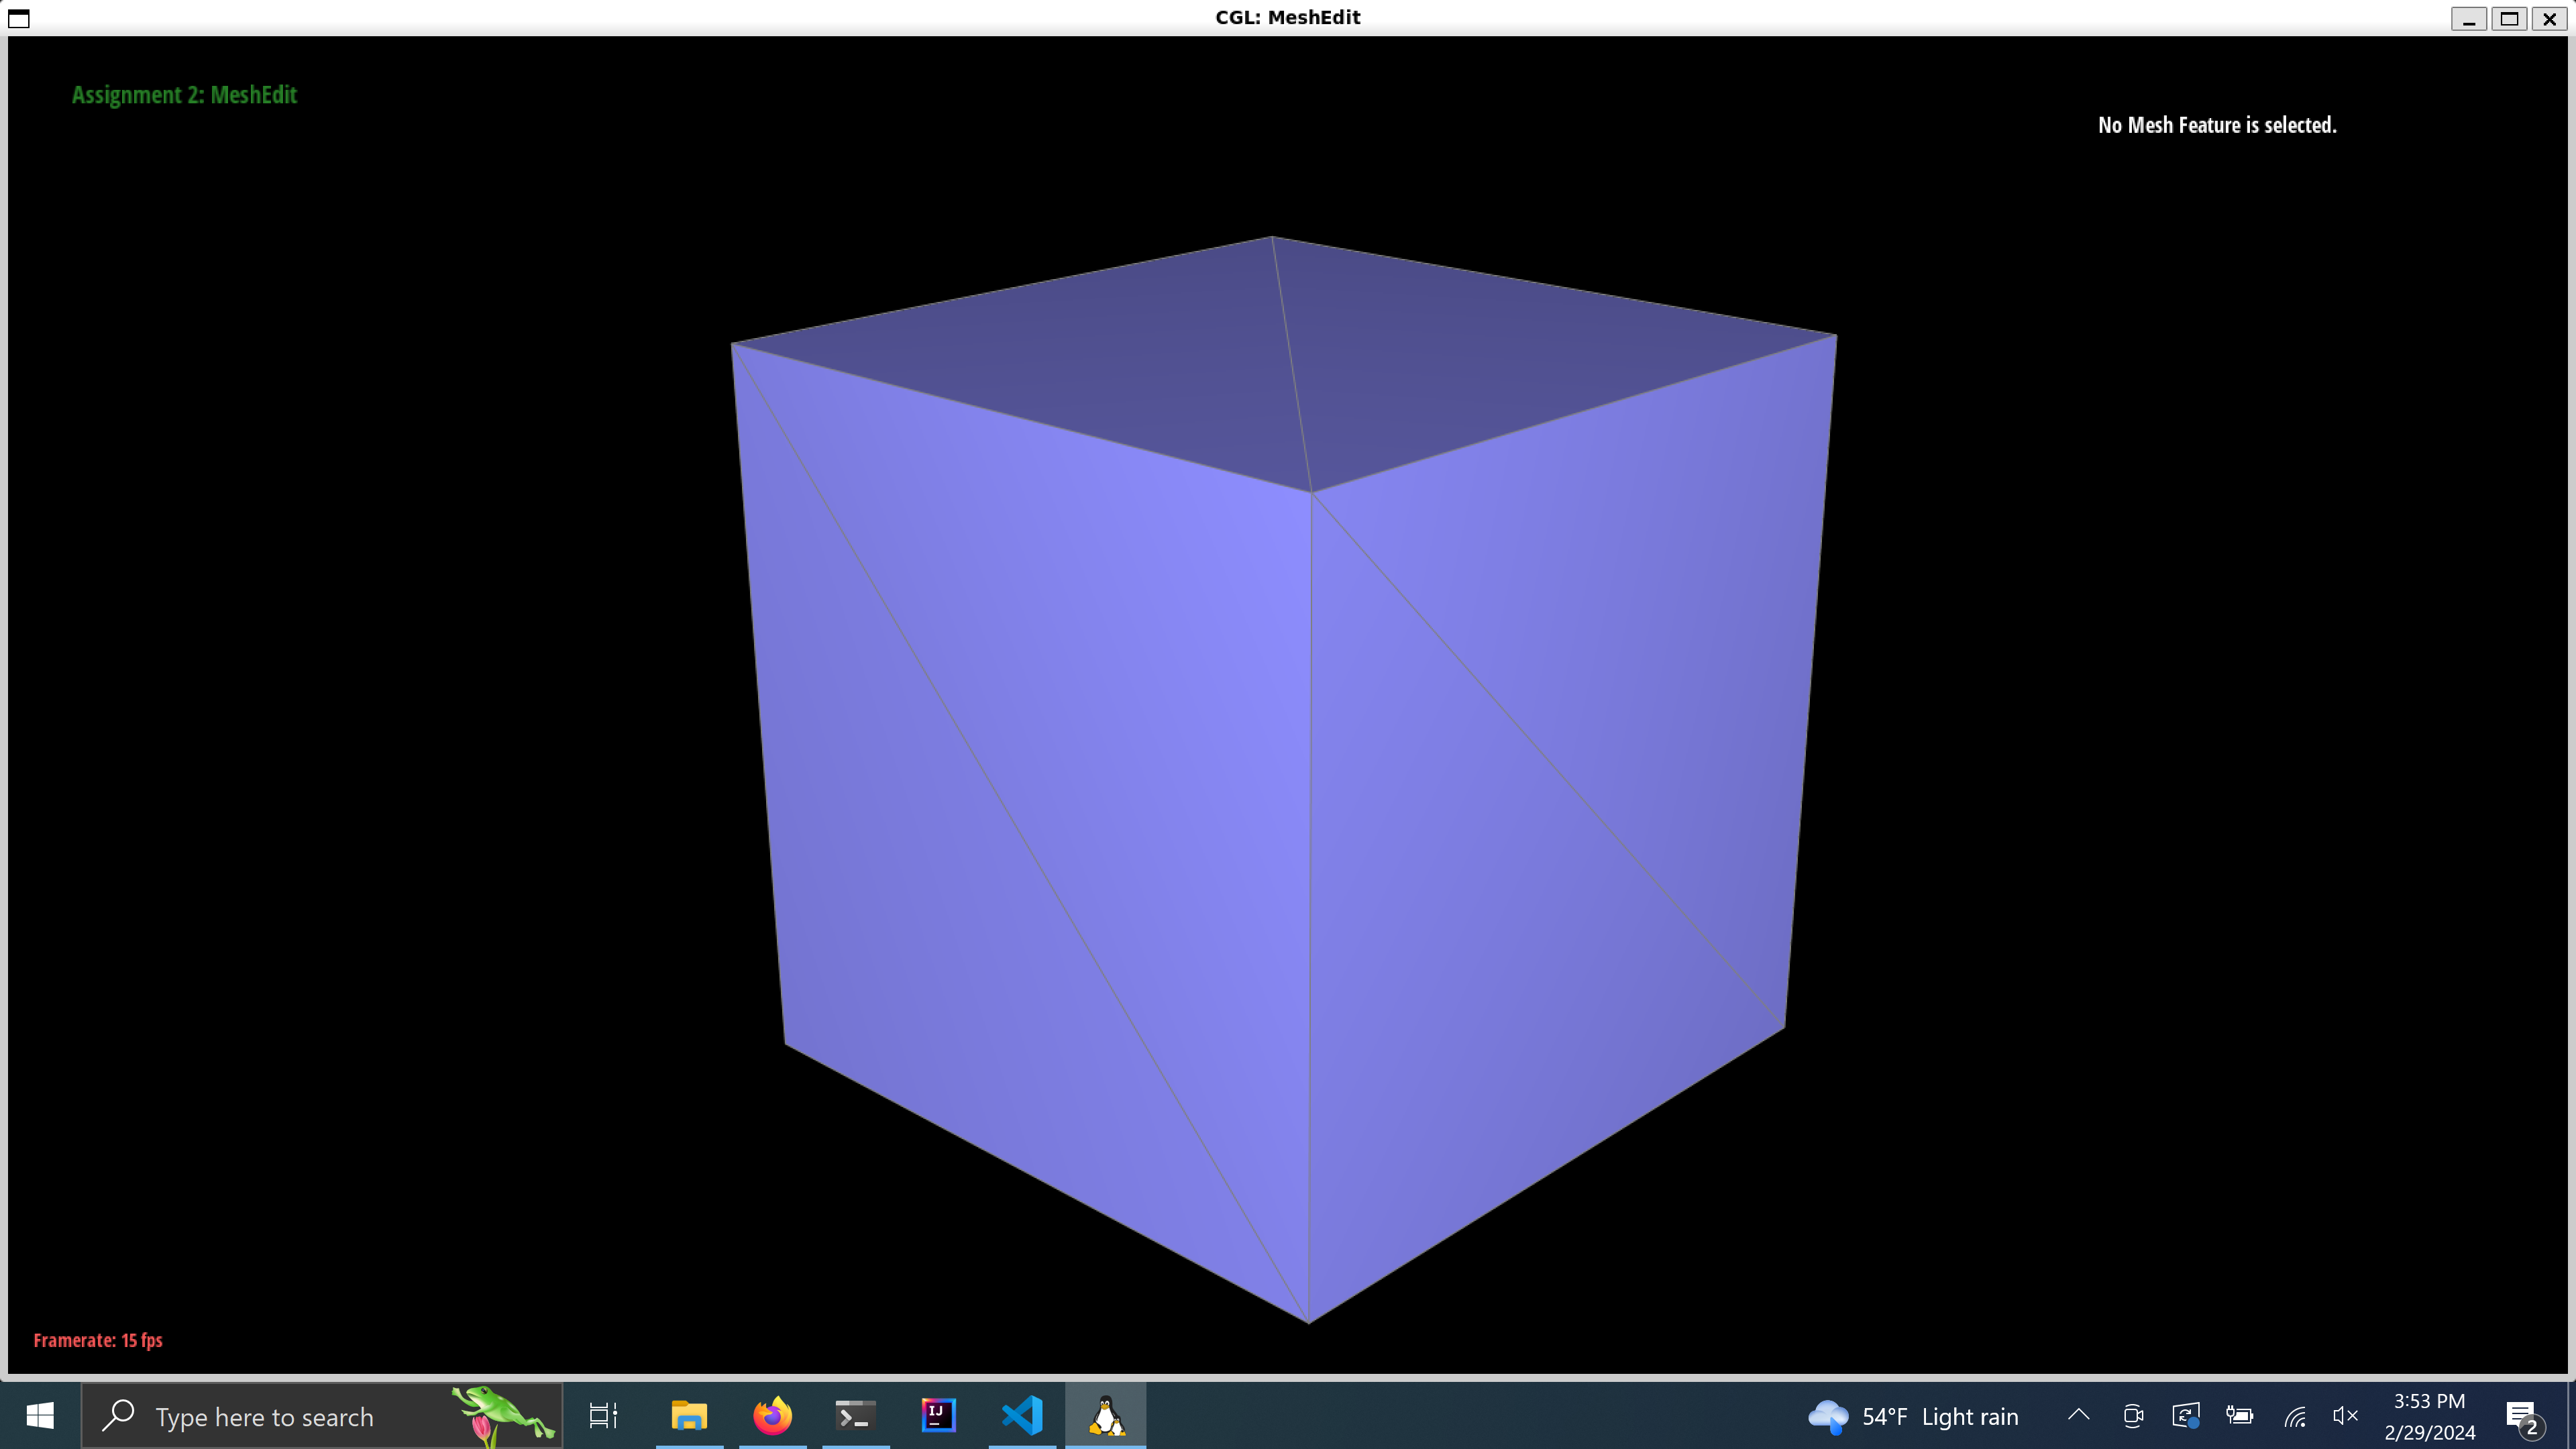 CGL: MeshEdit
Assignment 2: MeshEdit
No Mesh Feature is selected.
Framerate: 15 fps
Type here to search
IJ
54°F Light rain
3:53 PM
2/29/2024
2